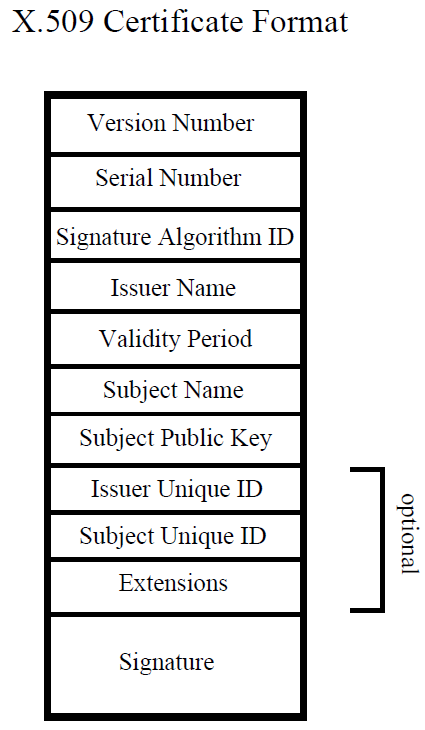 X.509 Certificate Format
Version Number
Serial Number
Signature Algorithm ID
Issuer Name
Validity Period
Subject Name
Subject Public Key
Issuer Unique ID
Subject Unique ID
Extensions
optional
Signature